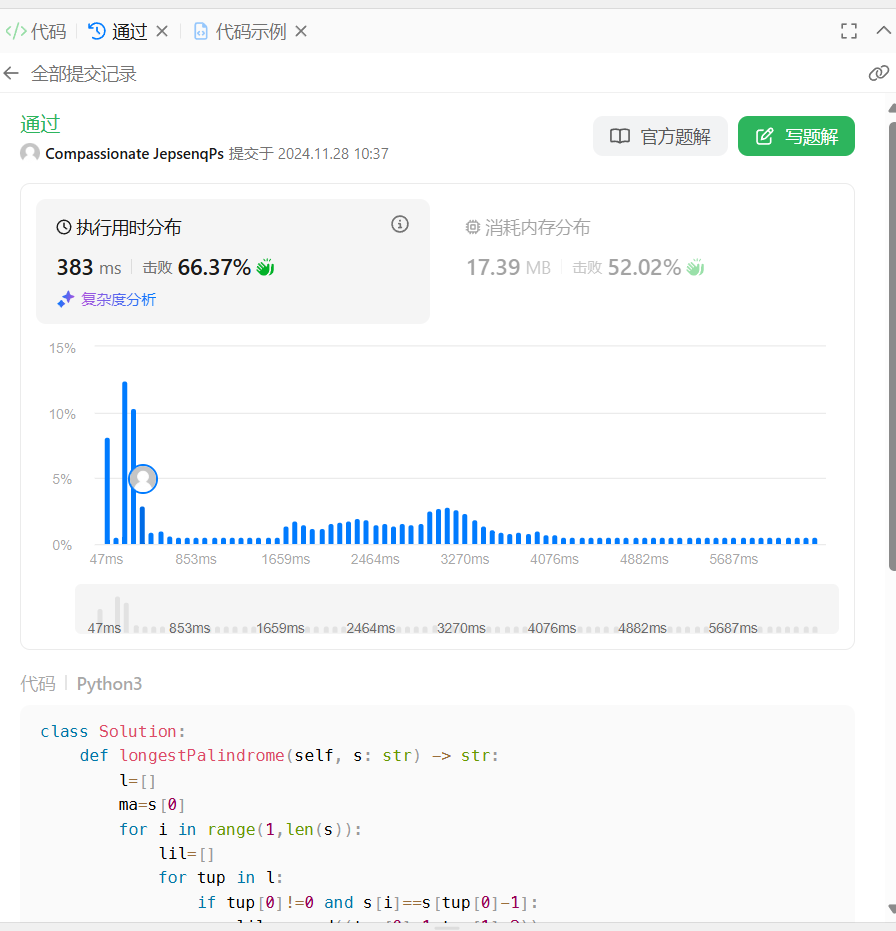 </> 代码 通过 代码示例
全部提交记录
通过
官方题解 写题解
Compassionate JepsenqPs 提交于 2024.11.28 10:37
执行用时分布 消耗内存分布
383 ms 击败 66.37% 17.39 MB 击败 52.02%
复杂度分析
15%
10%
5%
0%
47ms 853ms 1659ms 2464ms 3270ms 4076ms 4882ms 5687ms
47ms 853ms 1659ms 2464ms 3270ms 4076ms 4882ms 5687ms
代码 Python3
class Solution:
    def longestPalindrome(self, s: str) -> str:
        l=[]
        ma=s[0]
        for i in range(1,len(s)):
            lil=[]
            for tup in l:
                if tup[0]!=0 and s[i]==s[tup[0]-1]: